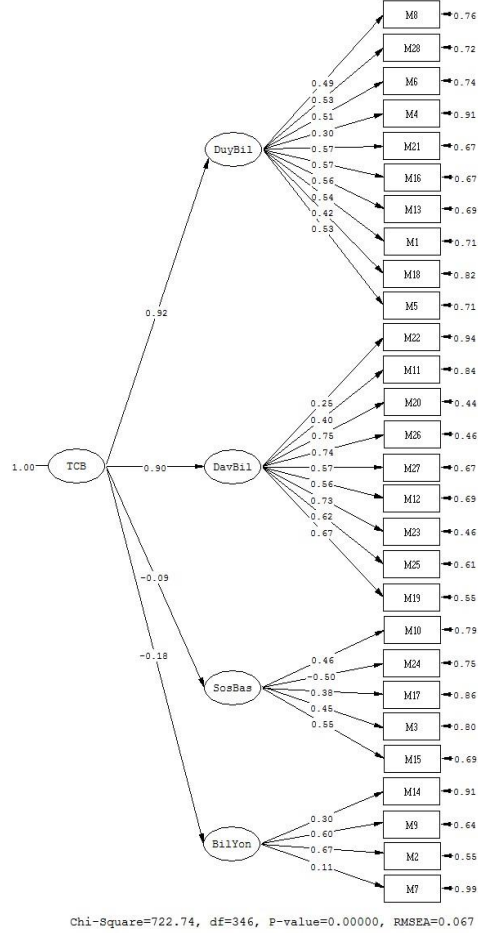 M8 0.76
M28 0.72
0.49
M6 0.74
0.53
0.51
M4 0.91
0.30
DuyBil 0.57 M21 0.67
0.57
M16 0.67
0.56
0.54
M13 0.69
0.42
0.53
M1 0.71
M18 0.82
M5 0.71
0.92
M22 0.94
M11 0.84
0.25
M20 0.44
0.40
0.75
M26 0.46
0.74
1.00 TCB 0.90 DavBil 0.57 M27 0.67
0.56
M12 0.69
0.73
0.62
M23 0.46
0.67
M25 0.61
-0.09
M19 0.55
M10 0.79
-0.18
0.46
M24 0.75
-0.50
SosBas 0.38 M17 0.86
0.45
M3 0.80
0.55
M15 0.69
M14 0.91
0.30
M9 0.64
0.60
BilYon 0.67 M2 0.55
0.11
M7 0.99
Chi-Square=722.74, df=346, P-value=0.00000, RMSEA=0.067